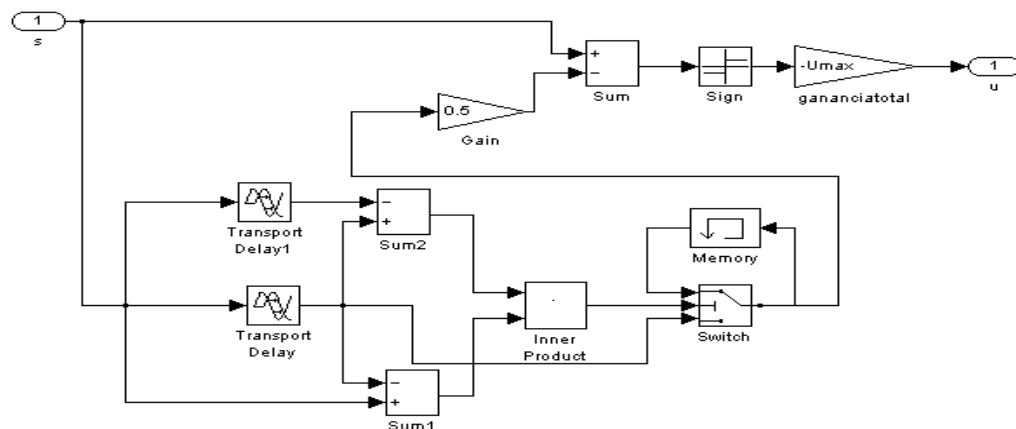 1
s
+
−
Sum
Sign
-Umax
gananciatotal
1
u
0.5
Gain
Transport
Delay1
−
+
Sum2
Memory
Transport
Delay
Inner
Product
Switch
−
+
Sum1